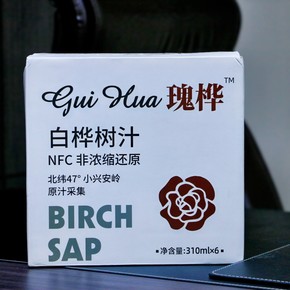 Gui Hua 瑰桦™
白桦树汁
NFC 非浓缩还原
北纬47° 小兴安岭
原汁采集
BIRCH
SAP
净含量:310ml×6